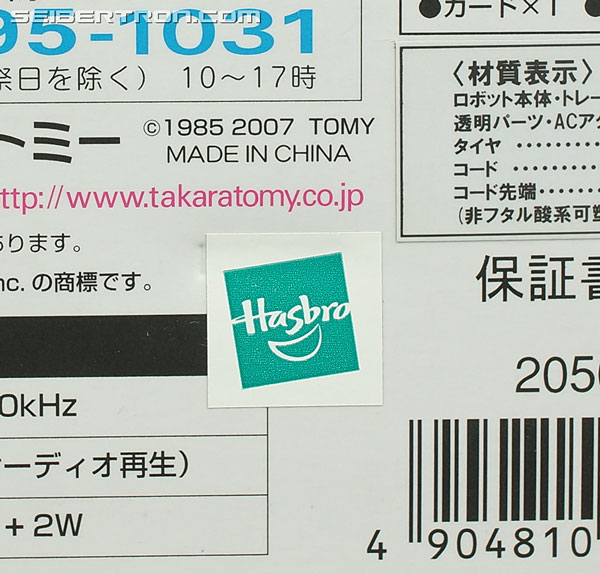 SEIBERTRON.COM
95-1031
祭日を除く） 10〜17時
トミー ©1985 2007 TOMY
MADE IN CHINA
http://www.takaratomy.co.jp
あります。
nc. の商標です。
Hasbro
0kHz
オーディオ再生）
+ 2W
●カード×1 ●
〈材質表示〉
ロボット本体・トレー
透明パーツ・ACア
タイヤ
コード
コード先端
（非フタル酸系可塑
保証書
205
4 904810